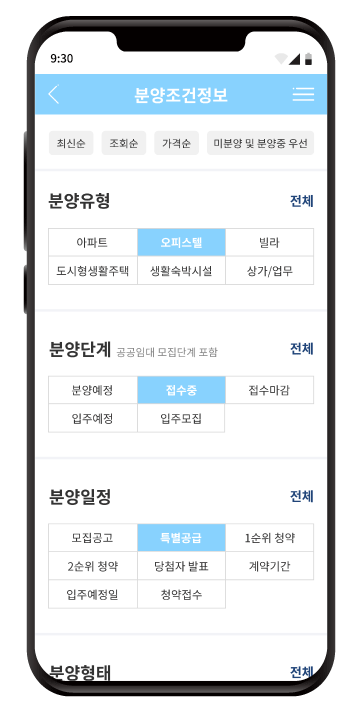 9:30
분양조건정보
최신순 조회순 가격순 미분양 및 분양중 우선
분양유형 전체
아파트 오피스텔 빌라
도시형생활주택 생활숙박시설 상가/업무
분양단계 공공임대 모집단계 포함 전체
분양예정 접수중 접수마감
입주예정 입주모집
분양일정 전체
모집공고 특별공급 1순위 청약
2순위 청약 당첨자 발표 계약기간
입주예정일 청약접수
분양형태 전체